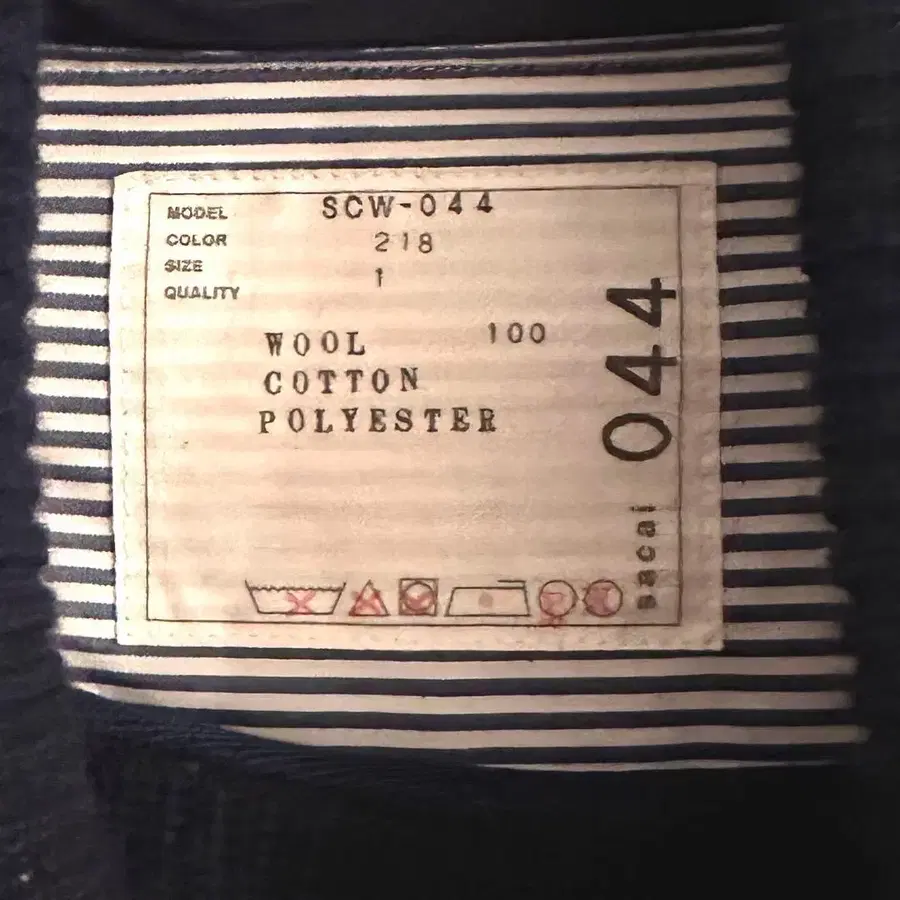 MODEL SCW-044
COLOR 218
SIZE 1
QUALITY
WOOL 100
COTTON
POLYESTER
sacai 044